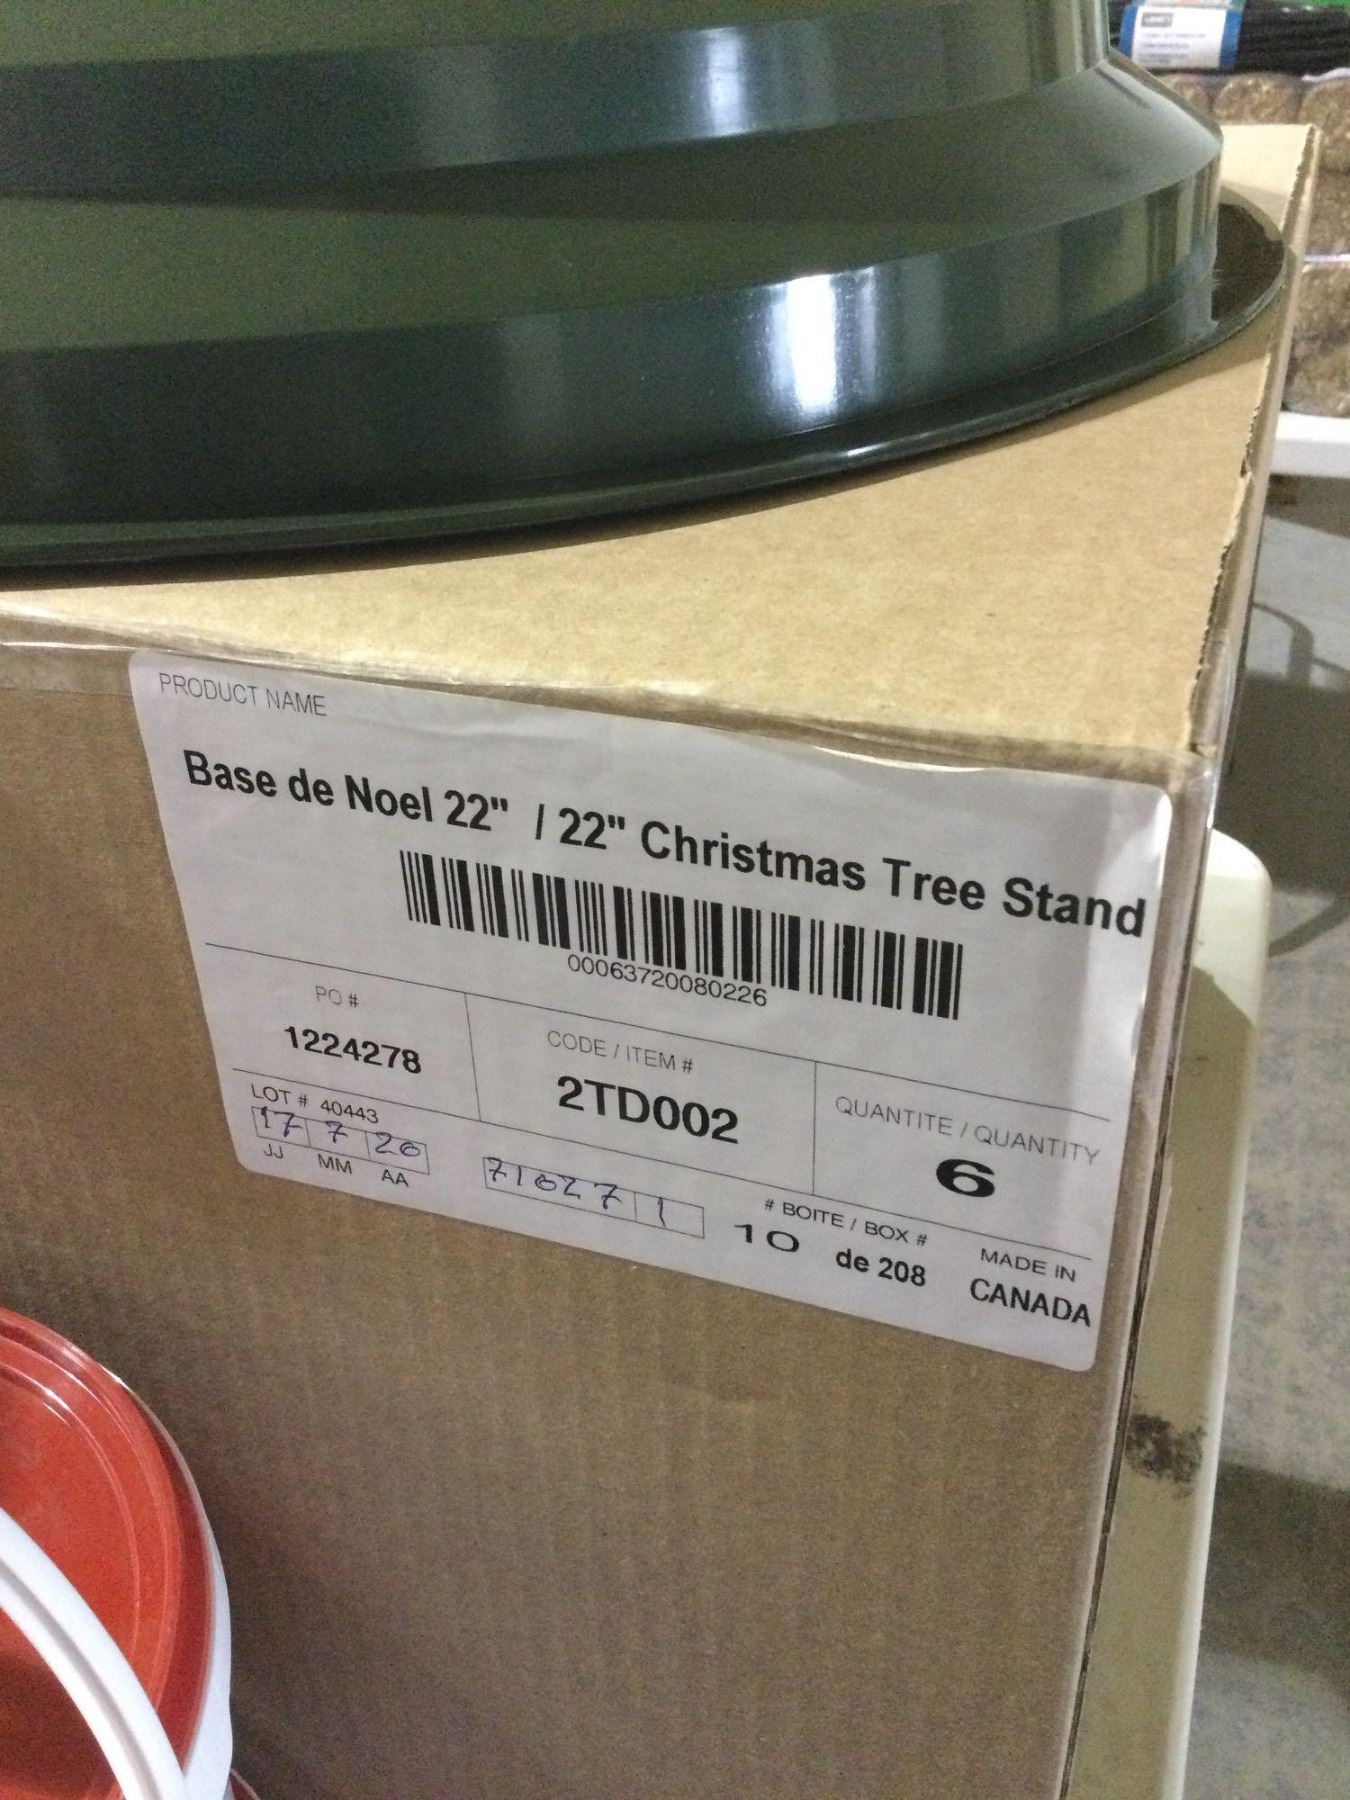 PRODUCT NAME
Base de Noel 22" / 22" Christmas Tree Stand
00063720080226
PO #
1224278
CODE / ITEM #
2TD002
QUANTITE / QUANTITY
6
LOT # 40443
17 7 20
JJ MM AA
71027 1
# BOITE / BOX #
10 de 208
MADE IN
CANADA